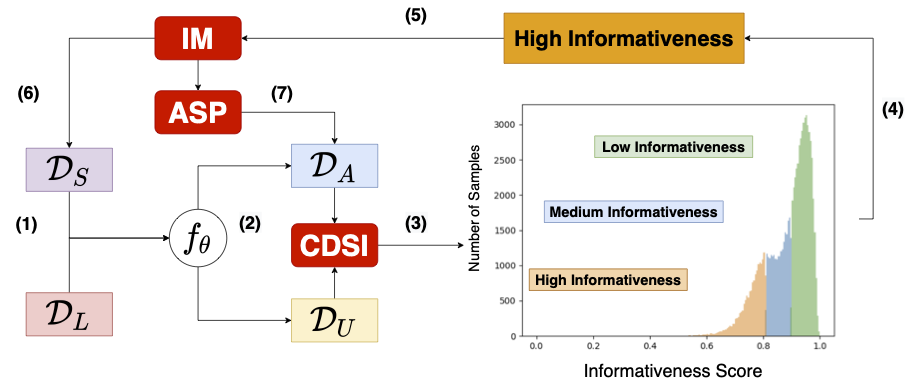 (5)
IM
High Informativeness
(6)
ASP
(7)
(4)
3000
Low Informativeness
𝒟_S
𝒟_A
2500
2000
Medium Informativeness
(1)
f_θ
(2)
CDSI
(3)
Number of Samples
1500
1000
High Informativeness
500
𝒟_L
𝒟_U
0
0.0 0.2 0.4 0.6 0.8 1.0
Informativeness Score